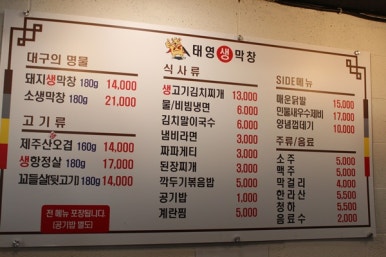 태영생막창
대구의 명물
돼지생막창 180g 14,000
소생막창 180g 21,000
고기류
제주산오겹 160g 14,000
생항정살 180g 17,000
꼬들살(뒷고기) 180g 14,000
전 메뉴 포장됩니다.
(공기밥 별도)
식사류
생고기김치찌개 13,000
물/비빔냉면 6,000
김치말이국수 6,000
냄비라면 3,000
짜파게티 3,000
된장찌개 3,000
깍두기볶음밥 5,000
공기밥 1,000
계란찜 5,000
SIDE메뉴
매운닭발 15,000
민물새우수제비 17,000
양념껍데기 10,000
주류/음료
소주 5,000
맥주 5,000
막걸리 4,000
한라산 5,500
청하 5,500
음료수 2,000